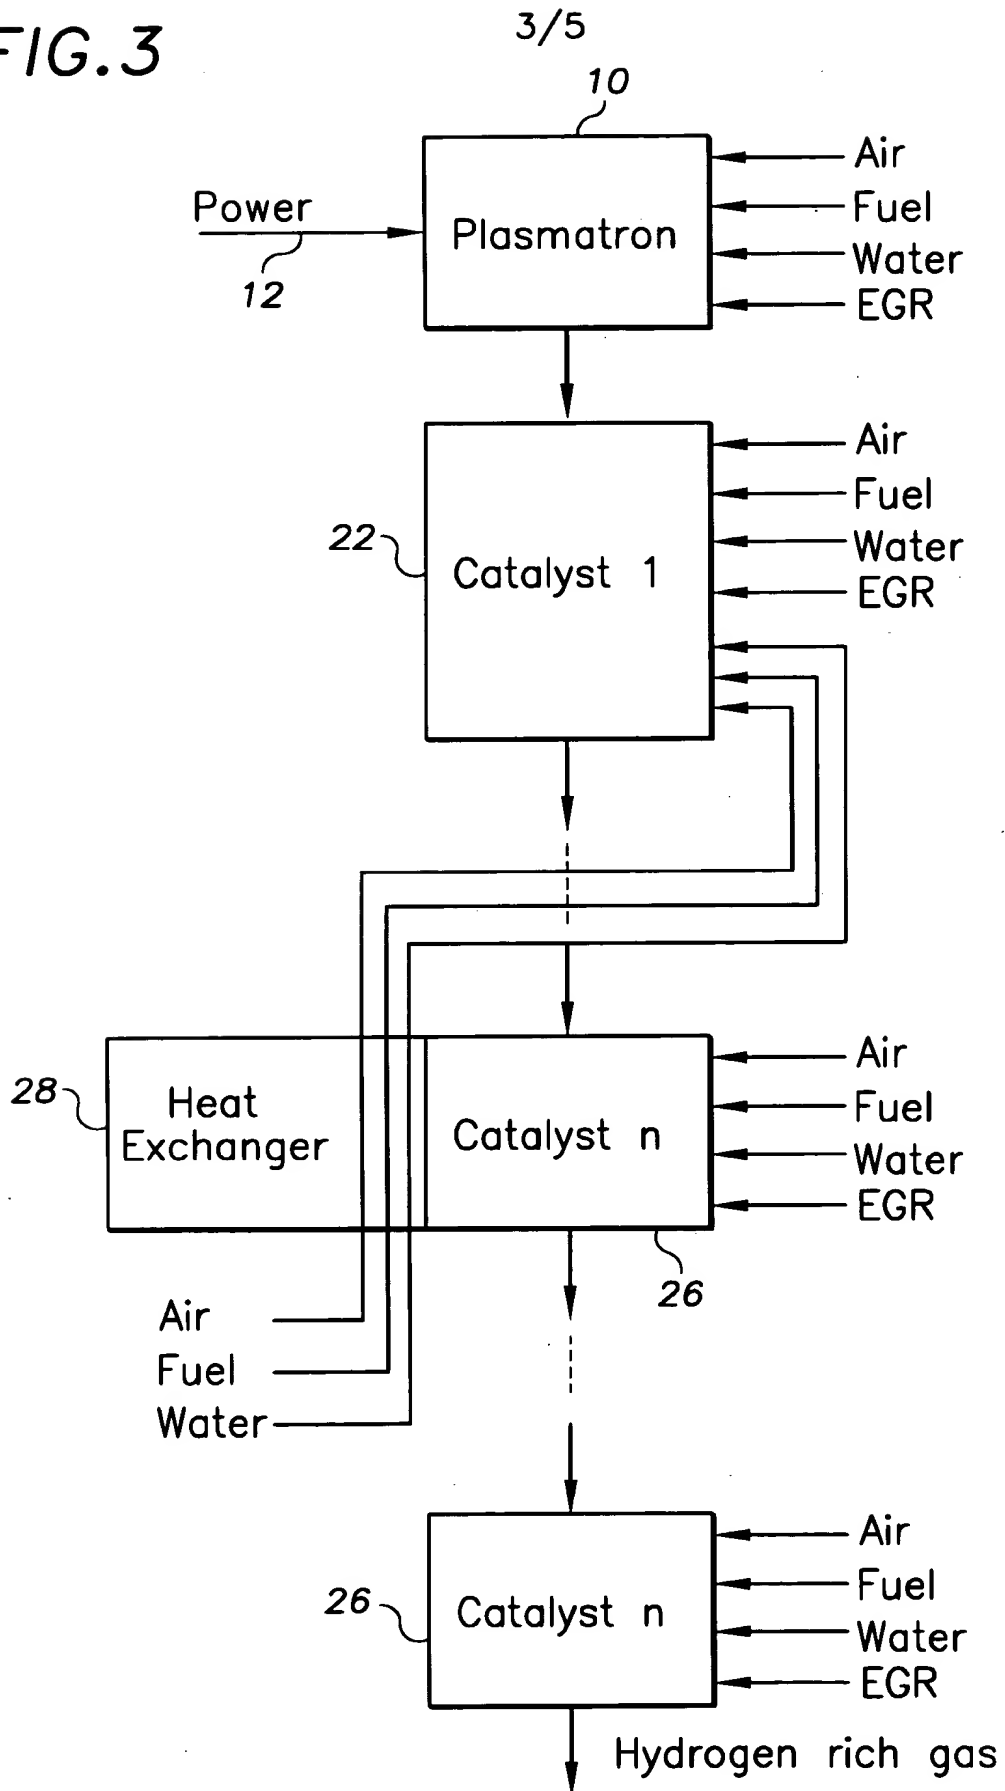 FIG.3
3/5
10
Air
Fuel
Water
EGR
Power
12
Plasmatron
Air
Fuel
Water
EGR
22
Catalyst 1
28
Heat
Exchanger
Catalyst n
Air
Fuel
Water
EGR
26
Air
Fuel
Water
26
Catalyst n
Air
Fuel
Water
EGR
Hydrogen rich gas